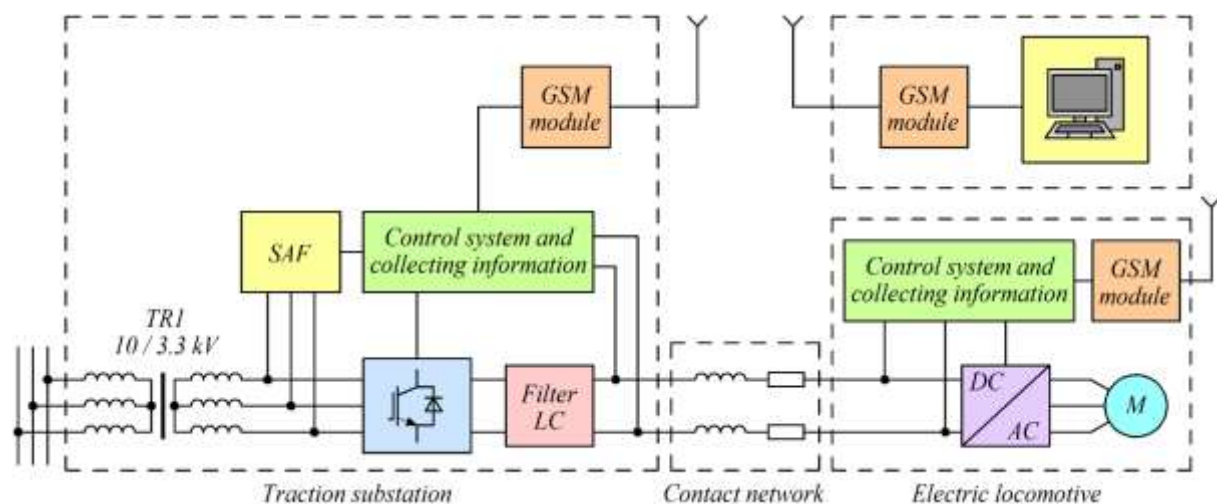 GSM
module
GSM
module
SAF
Control system and
collecting information
Control system and
collecting information
GSM
module
TR1
10 / 3.3 kV
Filter
LC
DC
AC
M
Traction substation
Contact network
Electric locomotive